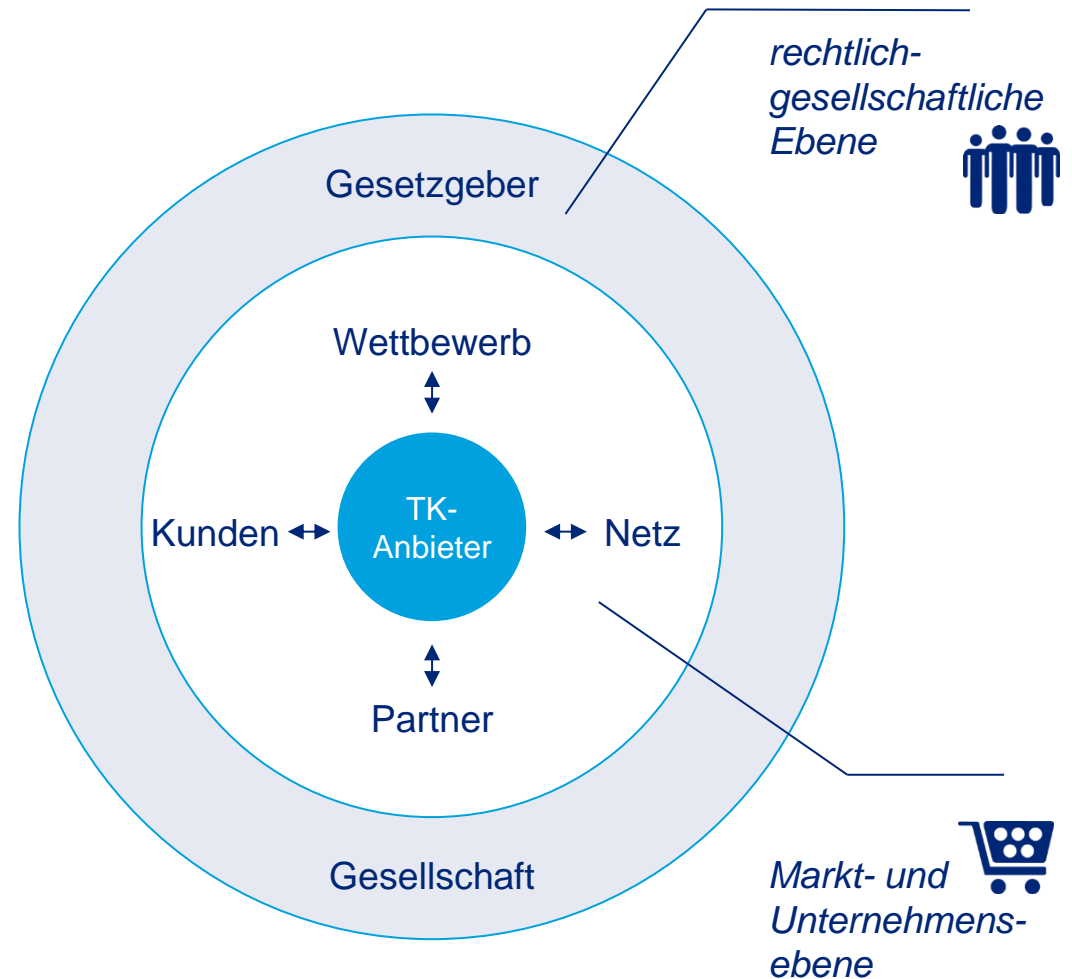 rechtlich-
gesellschaftliche
Ebene
Gesetzgeber
Wettbewerb
Kunden
TK-
Anbieter
Netz
Partner
Gesellschaft
Markt- und
Unternehmens-
ebene